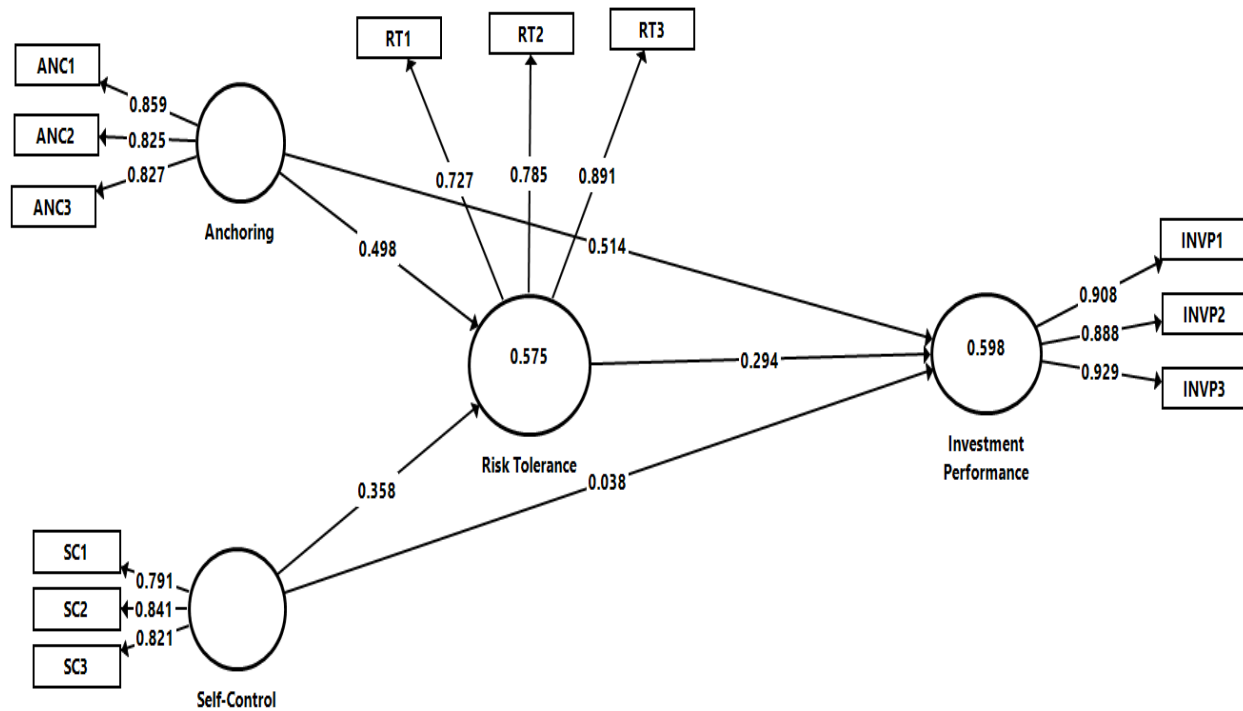 RT1
RT2
RT3
ANC1
0.859
ANC2
0.825
ANC3
0.827
Anchoring
0.727
0.785
0.891
0.498
0.514
INVP1
0.908
INVP2
0.888
INVP3
0.929
0.575
0.294
0.598
Risk Tolerance
Investment
Performance
0.358
0.038
SC1
0.791
SC2
0.841
SC3
0.821
Self-Control